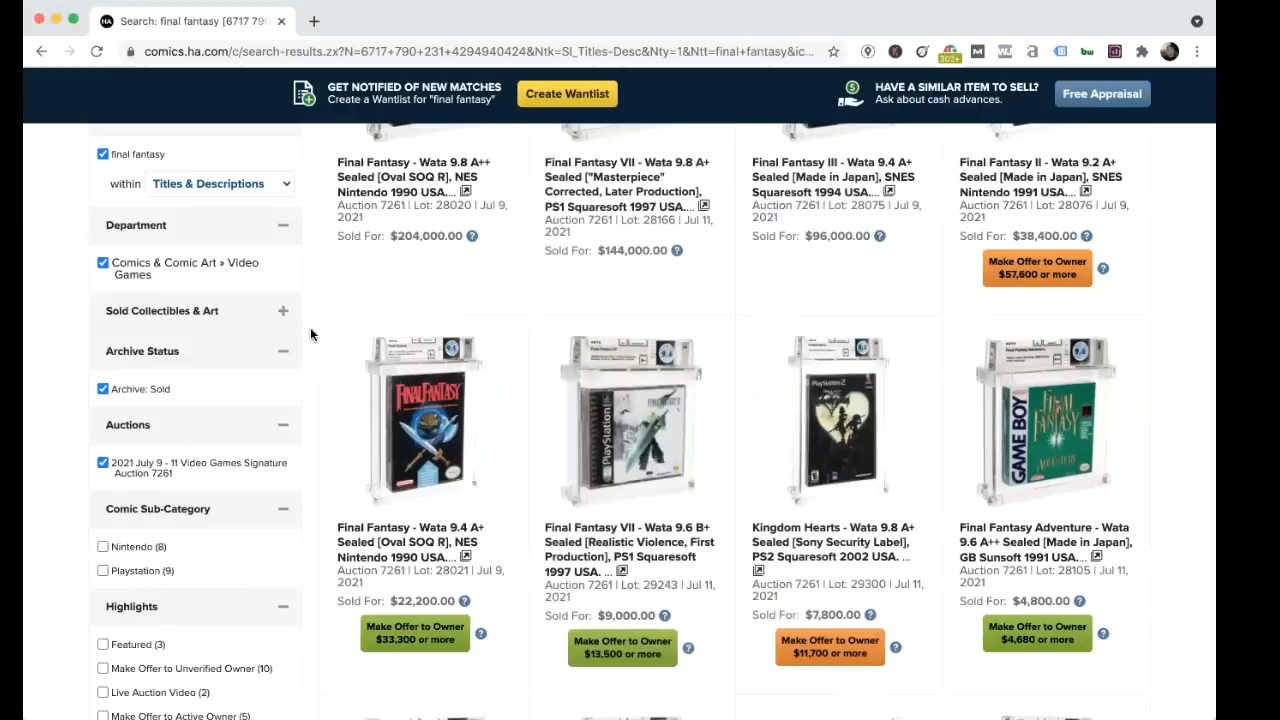 HA
Search: final fantasy [6717 790
comics.ha.com/c/search-results.zx?N=6717+790+231+4294940424&Ntk=SI_Titles-Desc&Nty=1&Ntt=final+fantasy&ic...
302+
M
WU
a
bw
GET NOTIFIED OF NEW MATCHES
Create a Wantlist for "final fantasy"
Create Wantlist
HAVE A SIMILAR ITEM TO SELL?
Ask about cash advances.
Free Appraisal
final fantasy
within Titles & Descriptions
Department
Comics & Comic Art » Video
Games
Sold Collectibles & Art
Archive Status
Archive: Sold
Auctions
2021 July 9 - 11 Video Games Signature
Auction 7261
Comic Sub-Category
Nintendo (8)
Playstation (9)
Highlights
Featured (3)
Make Offer to Unverified Owner (10)
Live Auction Video (2)
Make Offer to Active Owner (5)
Final Fantasy - Wata 9.8 A++
Sealed [Oval SOQ R], NES
Nintendo 1990 USA....
Auction 7261 | Lot: 28020 | Jul 9,
2021
Sold For: $204,000.00
Final Fantasy VII - Wata 9.8 A+
Sealed ["Masterpiece"
Corrected, Later Production],
PS1 Squaresoft 1997 USA....
Auction 7261 | Lot: 28166 | Jul 11,
2021
Sold For: $144,000.00
Final Fantasy III - Wata 9.4 A+
Sealed [Made in Japan], SNES
Squaresoft 1994 USA....
Auction 7261 | Lot: 28075 | Jul 9,
2021
Sold For: $96,000.00
Final Fantasy II - Wata 9.2 A+
Sealed [Made in Japan], SNES
Nintendo 1991 USA....
Auction 7261 | Lot: 28076 | Jul 9,
2021
Sold For: $38,400.00
Make Offer to Owner
$57,600 or more
9.4
FINAL FANTASY
Final Fantasy - Wata 9.4 A+
Sealed [Oval SOQ R], NES
Nintendo 1990 USA....
Auction 7261 | Lot: 28021 | Jul 9,
2021
Sold For: $22,200.00
Make Offer to Owner
$33,300 or more
9.6
PlayStation
Final Fantasy VII - Wata 9.6 B+
Sealed [Realistic Violence, First
Production], PS1 Squaresoft
1997 USA. ...
Auction 7261 | Lot: 29243 | Jul 11,
2021
Sold For: $9,000.00
Make Offer to Owner
$13,500 or more
PlayStation 2
Kingdom Hearts - Wata 9.8 A+
Sealed [Sony Security Label],
PS2 Squaresoft 2002 USA. ...
Auction 7261 | Lot: 29300 | Jul 11,
2021
Sold For: $7,800.00
Make Offer to Owner
$11,700 or more
9.6
GAME BOY
FINAL
FANTASY
ADVENTURE
Final Fantasy Adventure - Wata
9.6 A++ Sealed [Made in Japan],
GB Sunsoft 1991 USA....
Auction 7261 | Lot: 28105 | Jul 11,
2021
Sold For: $4,800.00
Make Offer to Owner
$4,680 or more